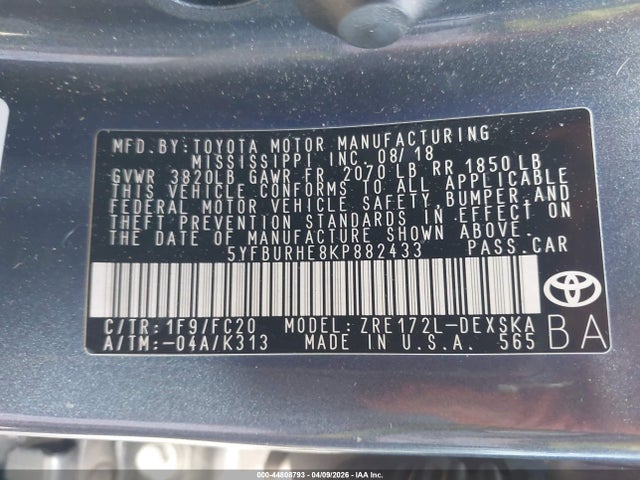 MFD.BY:TOYOTA MOTOR MANUFACTURING
MISSISSIPPI INC. 08/18
GVWR 3820LB GAWR FR 2070 LB RR 1850LB
THIS VEHICLE CONFORMS TO ALL APPLICABLE
FEDERAL MOTOR VEHICLE SAFETY, BUMPER, AND
THEFT PREVENTION STANDARDS IN EFFECT ON
THE DATE OF MANUFACTURE SHOWN ABOVE.
5YFBURHE8KP882433 PASS.CAR
C/TR: 1F9/FC20 MODEL: ZRE172L-DEXSKA
A/TM:-04A/K313 MADE IN U.S.A. 565
BA
TOYOTA
000-44808793 - 04/09/2026 - IAA Inc.